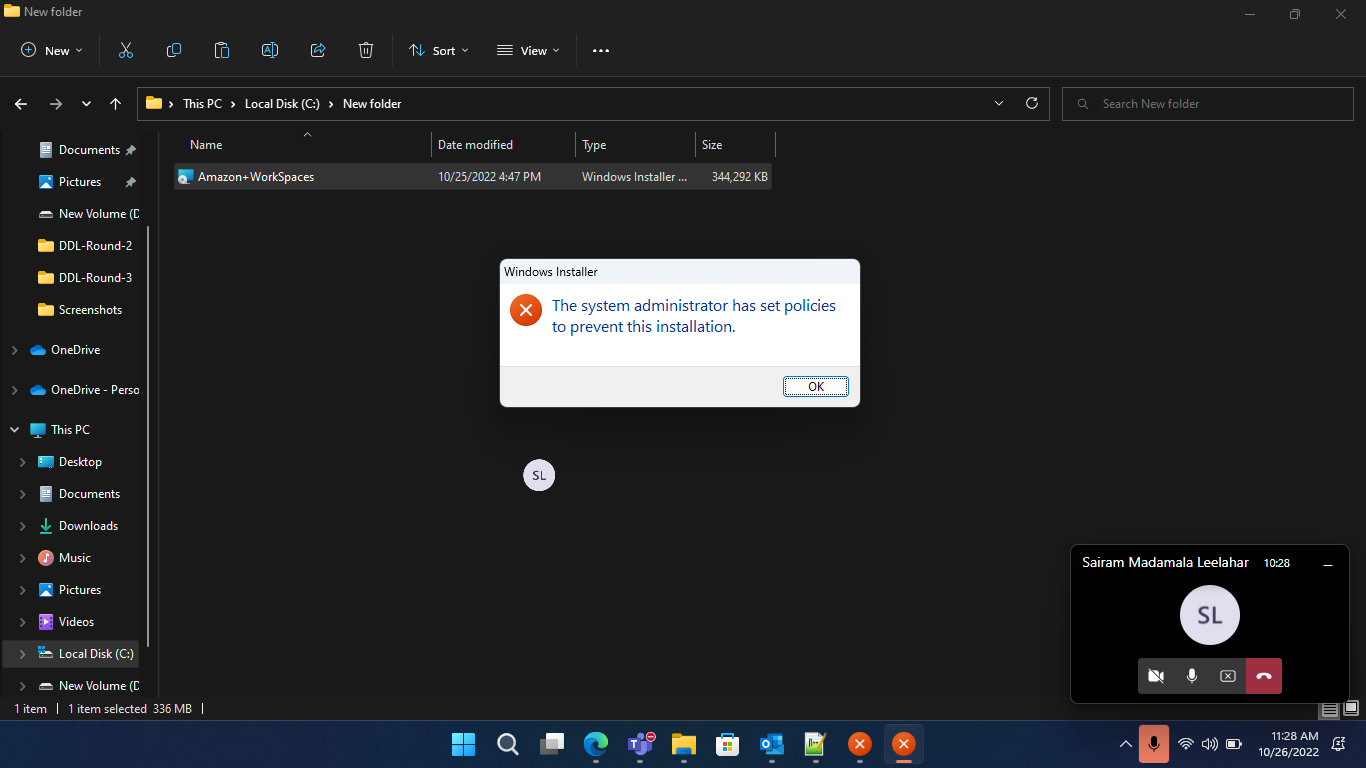 New folder
New
Sort
View
This PC
Local Disk (C:)
New folder
Search New folder
Documents
Pictures
New Volume (D
DDL-Round-2
DDL-Round-3
Screenshots
OneDrive
OneDrive - Perso
This PC
Desktop
Documents
Downloads
Music
Pictures
Videos
Local Disk (C:)
New Volume (D
Name
Date modified
Type
Size
Amazon+WorkSpaces
10/25/2022 4:47 PM
Windows Installer ...
344,292 KB
Windows Installer
The system administrator has set policies
to prevent this installation.
OK
SL
Sairam Madamala Leelahar
10:28
SL
1 item
1 item selected 336 MB
11:28 AM
10/26/2022